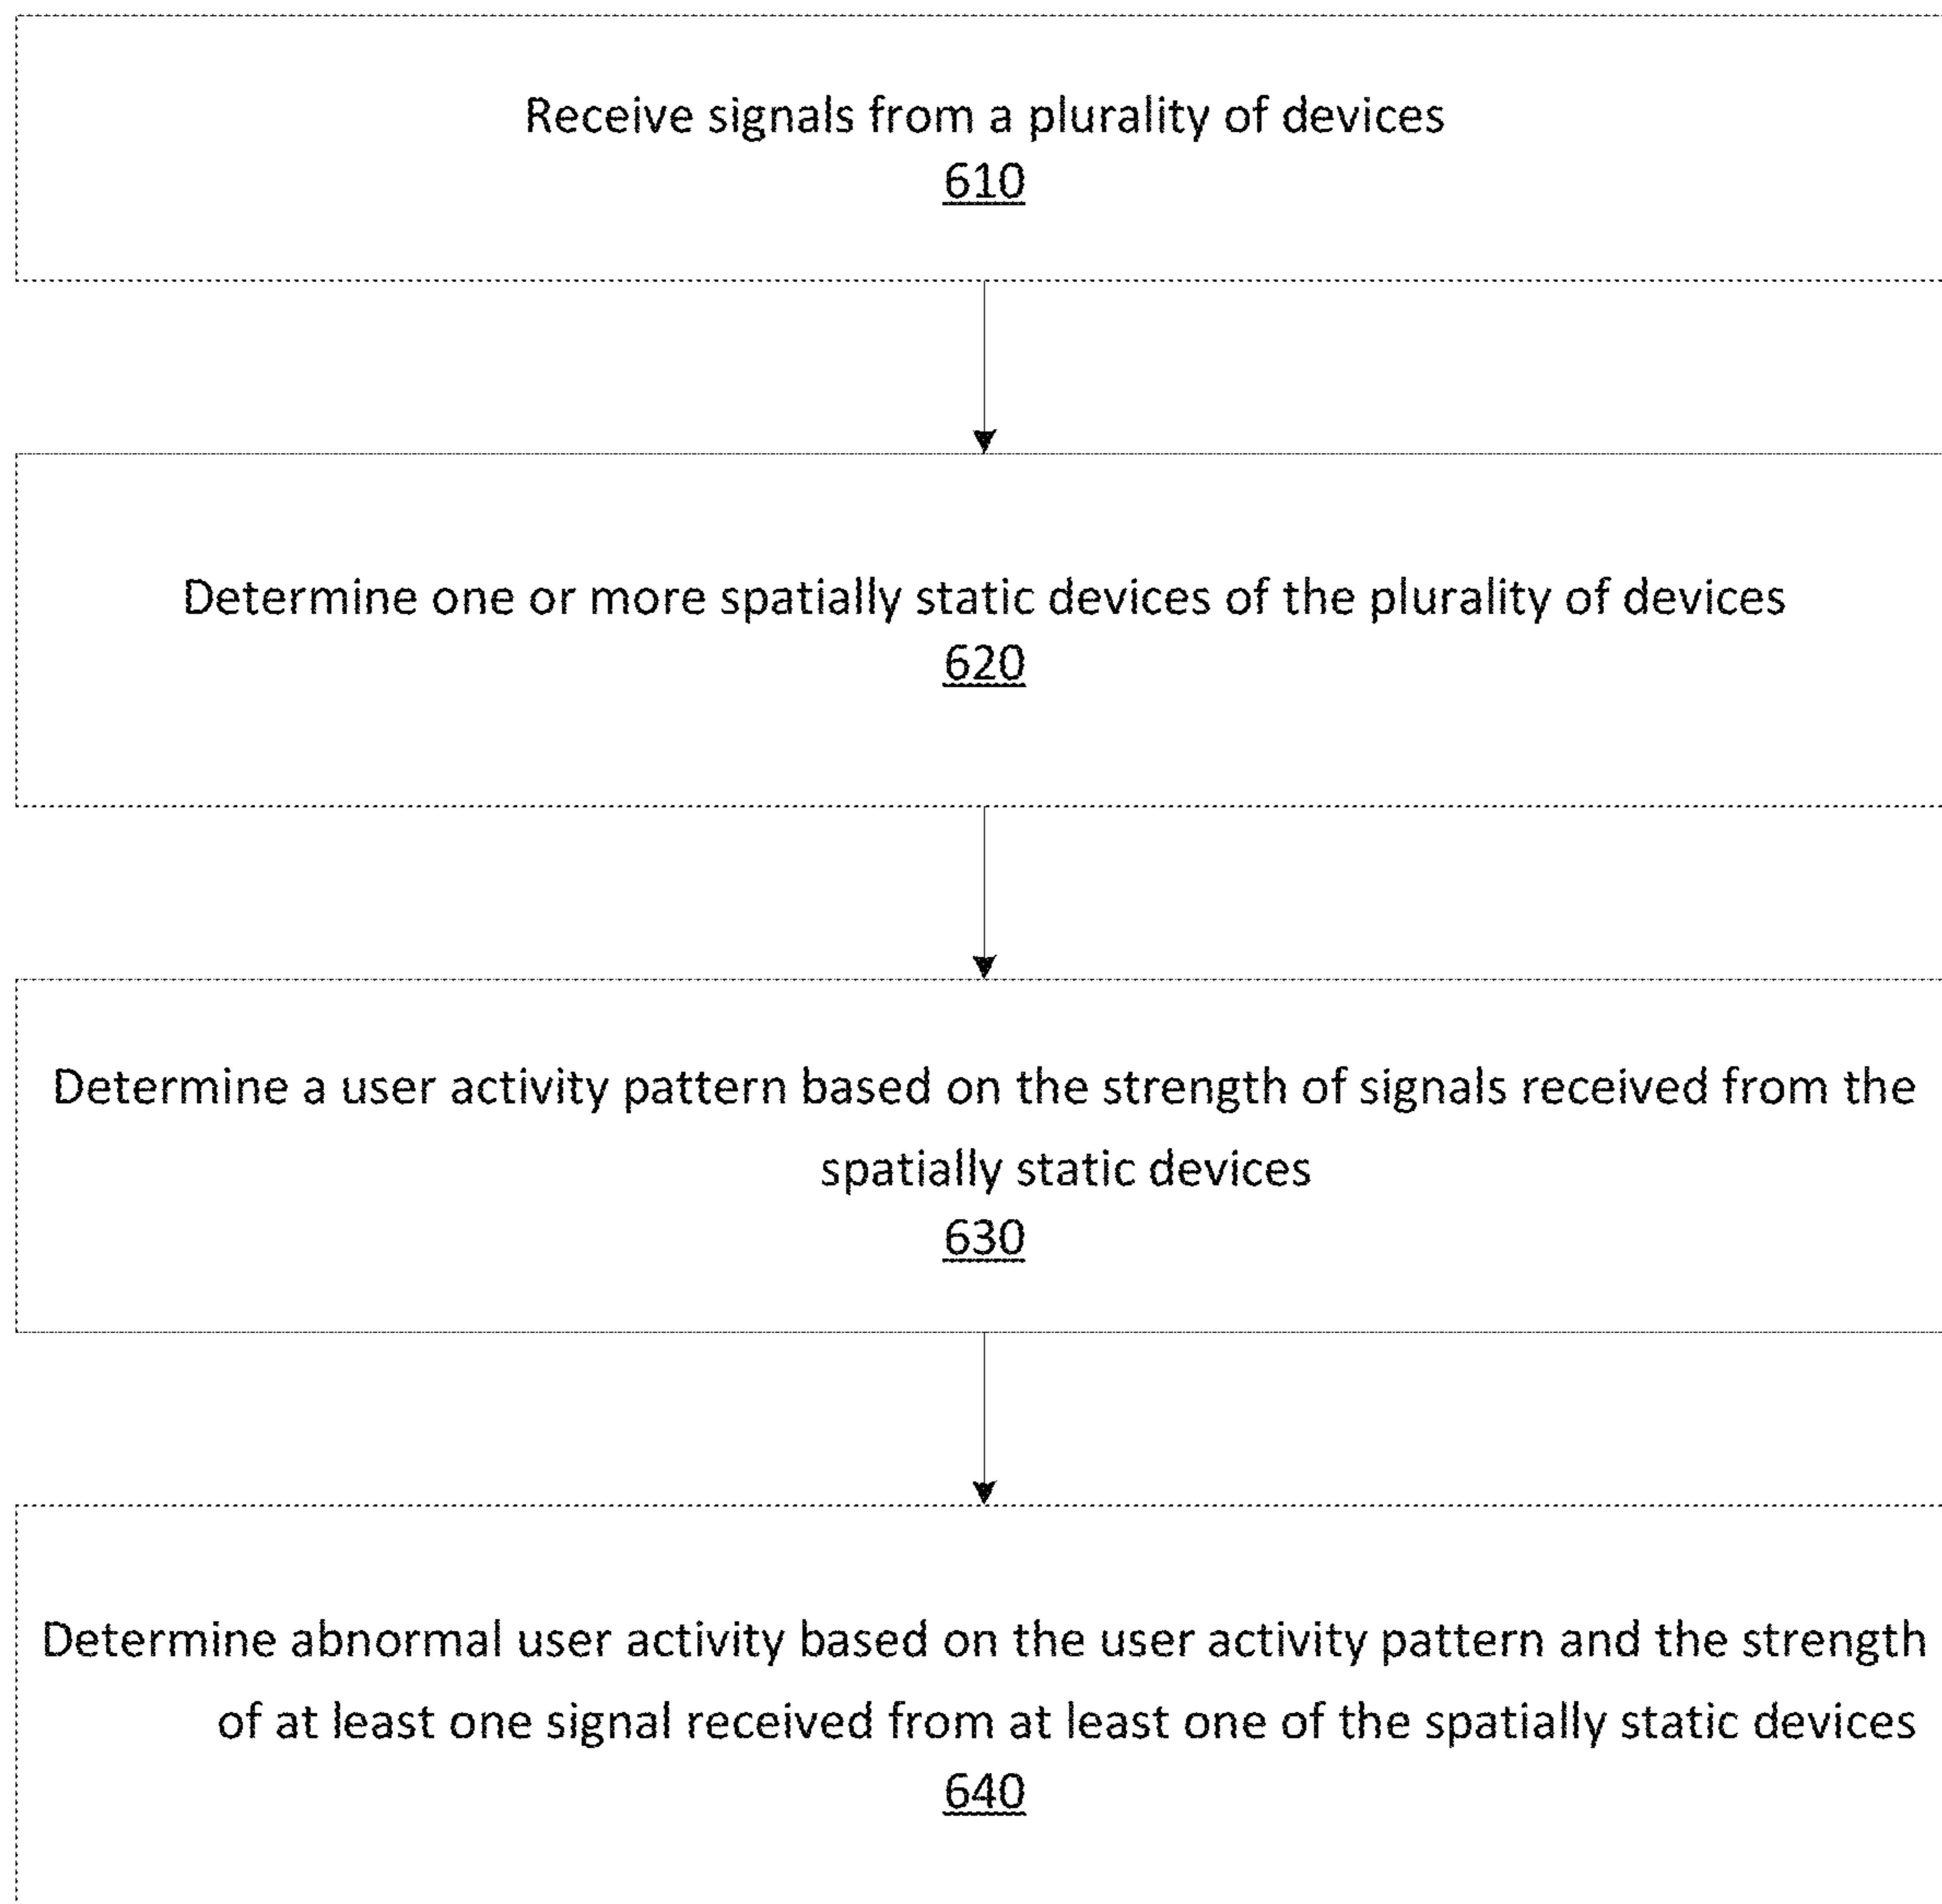 Receive signals from a plurality of devices
610
Determine one or more spatially static devices of the plurality of devices
620
Determine a user activity pattern based on the strength of signals received from the
spatially static devices
630
Determine abnormal user activity based on the user activity pattern and the strength
of at least one signal received from at least one of the spatially static devices
640